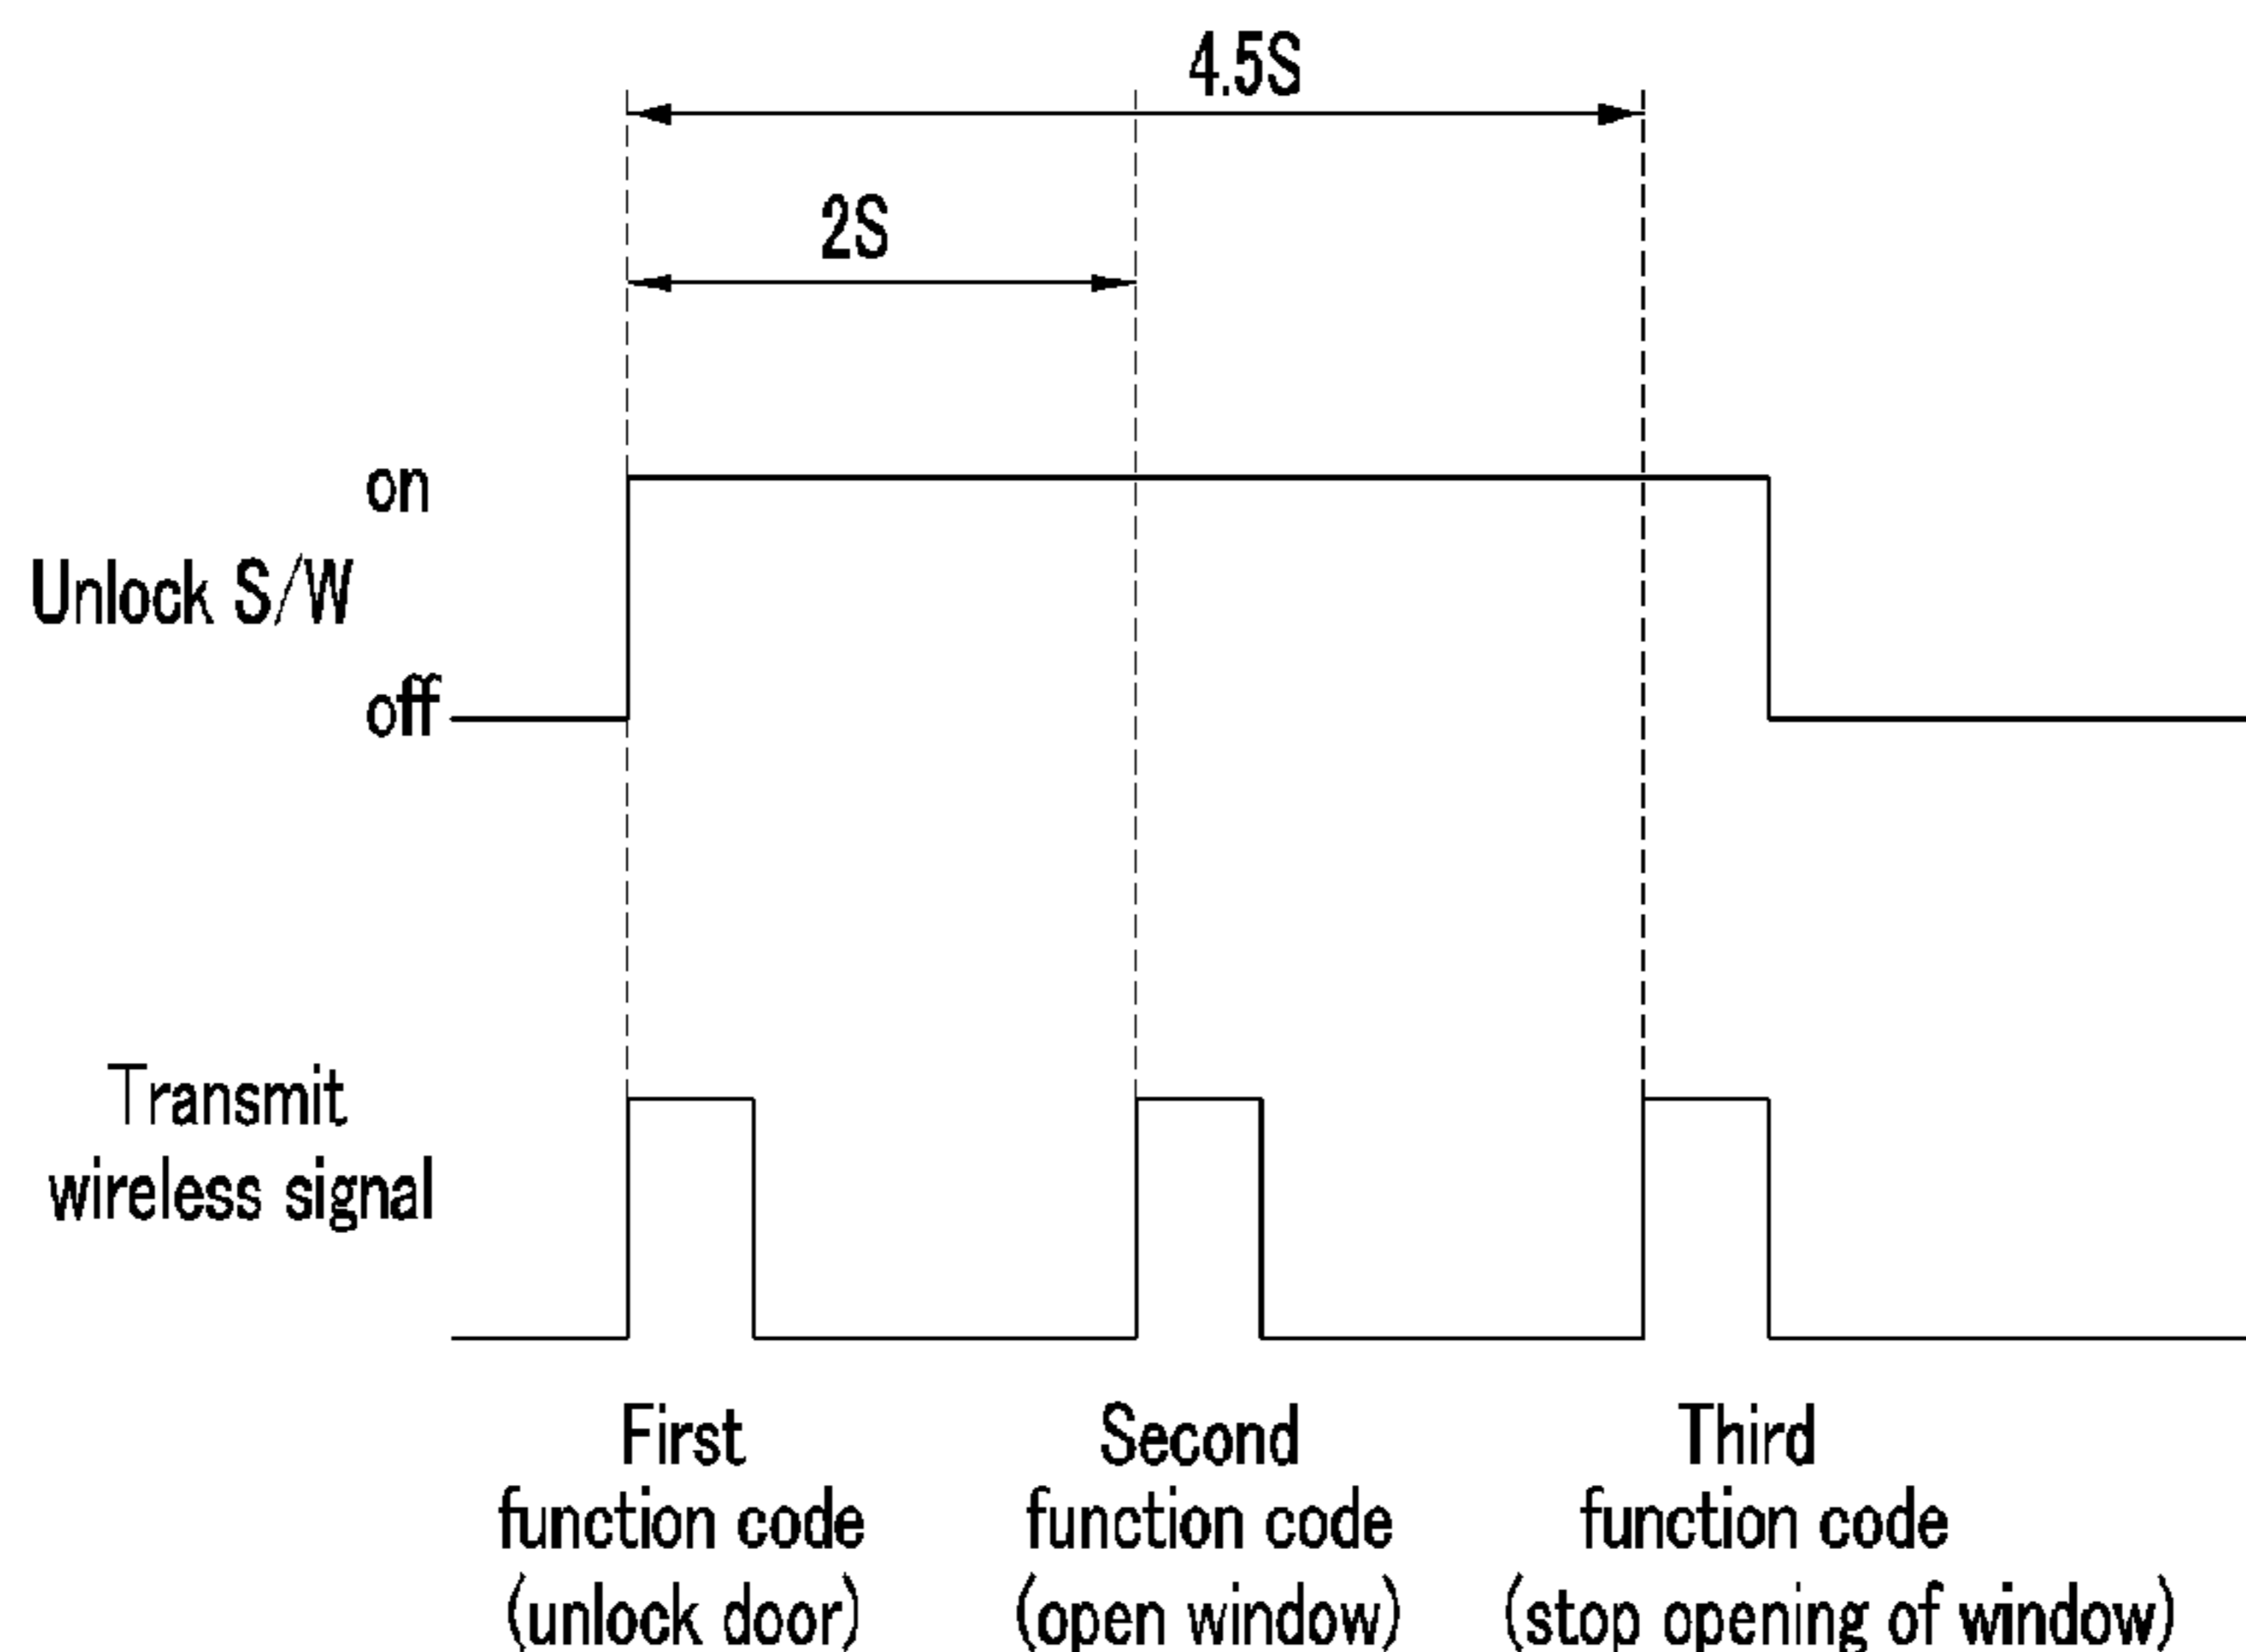 4.5S
2S
on
Unlock S/W
off
Transmit
wireless signal
First
function code
(unlock door)
Second
function code
(open window)
Third
function code
(stop opening of window)